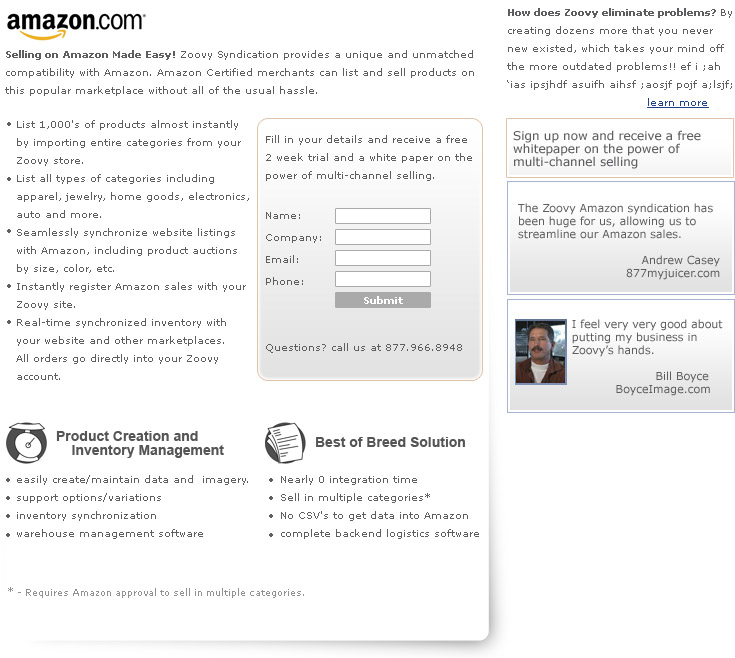 amazon.com
Selling on Amazon Made Easy! Zoovy Syndication provides a unique and unmatched
compatibility with Amazon. Amazon Certified merchants can list and sell products on
this popular marketplace without all of the usual hassle.
• List 1,000's of products almost instantly
by importing entire categories from your
Zoovy store.
• List all types of categories including
apparel, jewelry, home goods, electronics,
auto and more.
• Seamlessly synchronize website listings
with Amazon, including product auctions
by size, color, etc.
• Instantly register Amazon sales with your
Zoovy site.
• Real-time synchronized inventory with
your website and other marketplaces.
All orders go directly into your Zoovy
account.
Fill in your details and receive a free
2 week trial and a white paper on the
power of multi-channel selling.
Name:
Company:
Email:
Phone:
Submit
Questions? call us at 877.966.8948
Product Creation and
Inventory Management
• easily create/maintain data and imagery.
• support options/variations
• inventory synchronization
• warehouse management software
Best of Breed Solution
• Nearly 0 integration time
• Sell in multiple categories*
• No CSV's to get data into Amazon
• complete backend logistics software
* - Requires Amazon approval to sell in multiple categories.
How does Zoovy eliminate problems? By
creating dozens more that you never
new existed, which takes your mind off
the more outdated problems!! ef i ;ah
'ias ipsjhdf asuifh aihsf ;aosjf pojf a;lsjf;
learn more
Sign up now and receive a free
whitepaper on the power of
multi-channel selling
The Zoovy Amazon syndication has
been huge for us, allowing us to
streamline our Amazon sales.
Andrew Casey
877myjuicer.com
I feel very very good about
putting my business in
Zoovy's hands.
Bill Boyce
BoyceImage.com